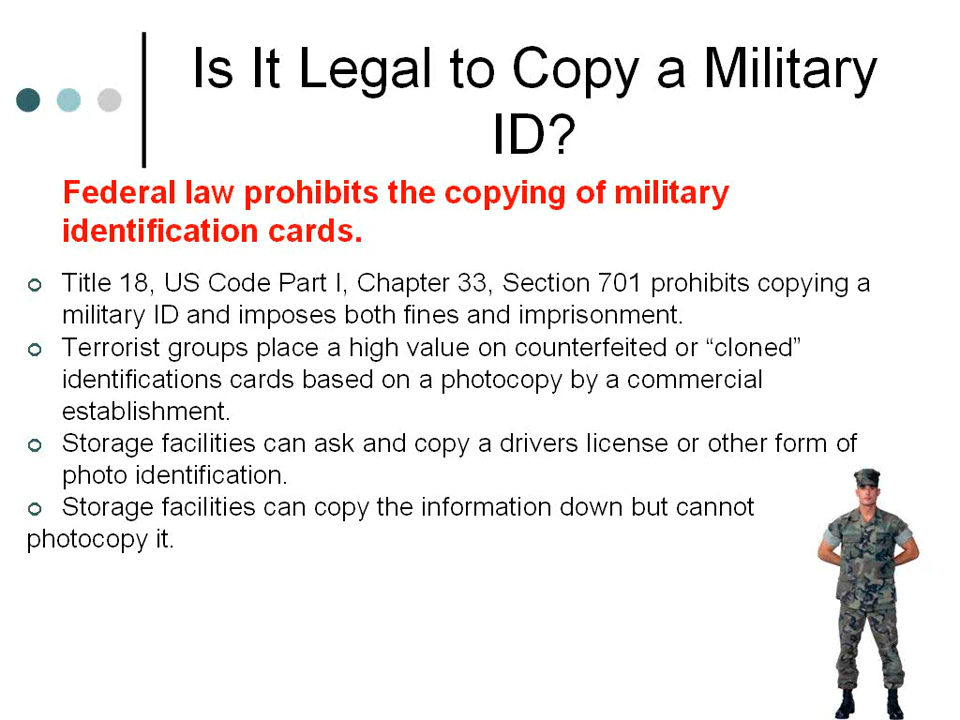 Is It Legal to Copy a Military
ID?
Federal law prohibits the copying of military
identification cards.
Title 18, US Code Part I, Chapter 33, Section 701 prohibits copying a
military ID and imposes both fines and imprisonment.
Terrorist groups place a high value on counterfeited or “cloned”
identifications cards based on a photocopy by a commercial
establishment.
Storage facilities can ask and copy a drivers license or other form of
photo identification.
Storage facilities can copy the information down but cannot
photocopy it.